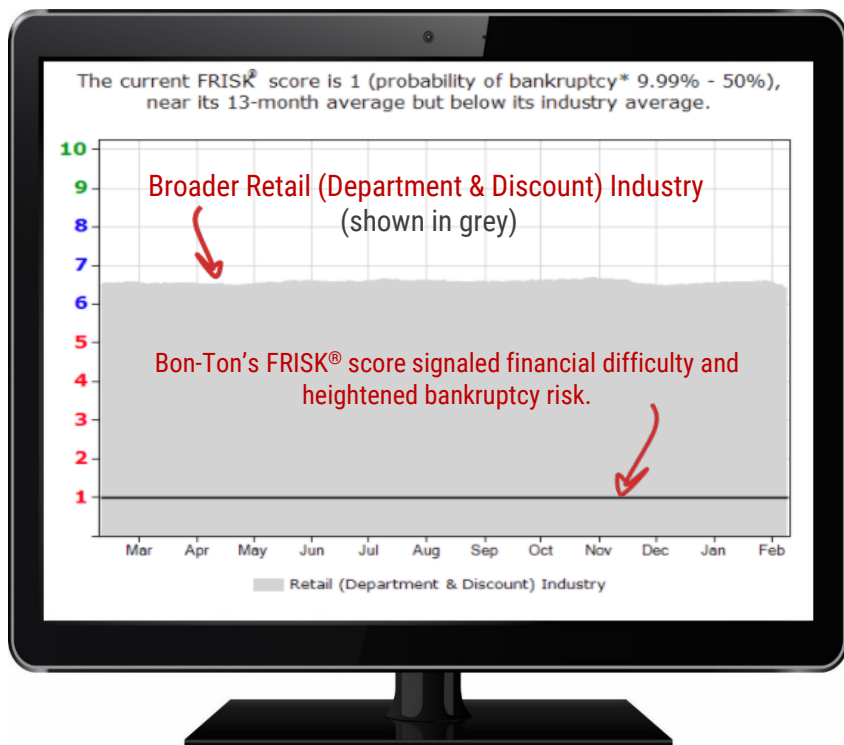 The current FRISK® score is 1 (probability of bankruptcy* 9.99% - 50%),
near its 13-month average but below its industry average.
10
9
Broader Retail (Department & Discount) Industry
8
(shown in grey)
7
6
5
Bon-Ton’s FRISK® score signaled financial difficulty and
4
heightened bankruptcy risk.
3
2
1
Mar Apr May Jun Jul Aug Sep Oct Nov Dec Jan Feb
Retail (Department & Discount) Industry